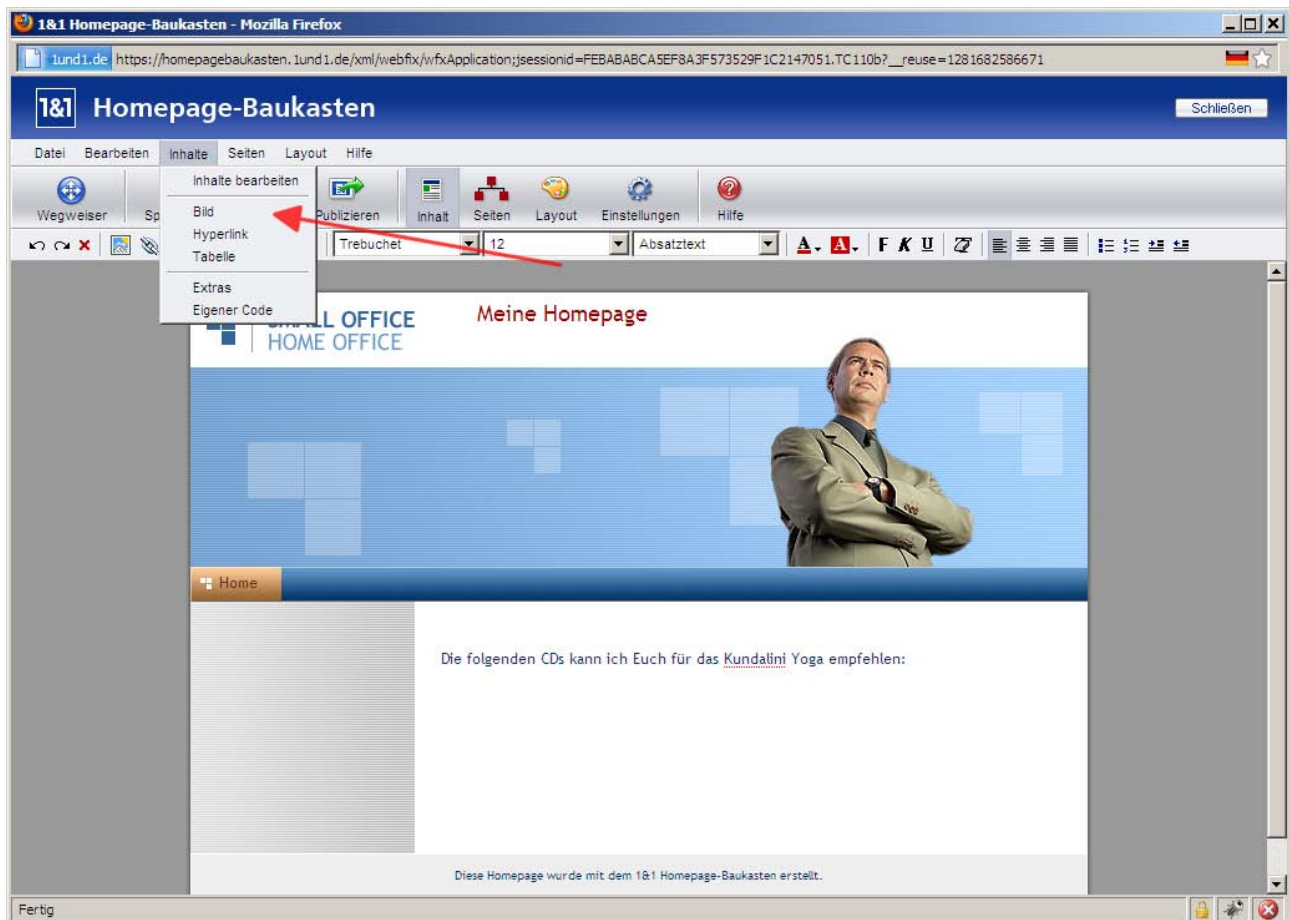 1&1 Homepage-Baukasten - Mozilla Firefox
1und1.de https://homepagebaukasten.1und1.de/xml/webfix/wfxApplication;jsessionid=FEBABABCA5EF8A3F573529F1C2147051.TC110b?__reuse=1281682586671
1&1 Homepage-Baukasten Schließen
Datei Bearbeiten Inhalte Seiten Layout Hilfe
Inhalte bearbeiten
Bild
Hyperlink
Tabelle
Extras
Eigener Code
Wegweiser Sp Publizieren Inhalt Seiten Layout Einstellungen Hilfe
Trebuchet 12 Absatztext A A F K U
SMALL OFFICE
HOME OFFICE
Meine Homepage
Home
Die folgenden CDs kann ich Euch für das Kundalini Yoga empfehlen:
Diese Homepage wurde mit dem 1&1 Homepage-Baukasten erstellt.
Fertig